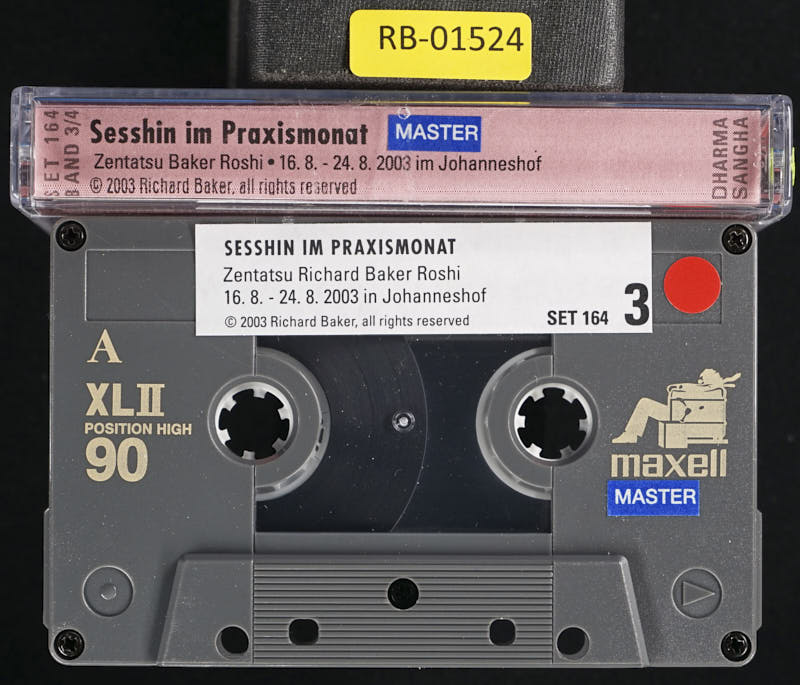 RB-01524
SET 164
BAND 3/4
Sesshin im Praxismonat MASTER
Zentatsu Baker Roshi • 16. 8. - 24. 8. 2003 im Johanneshof
© 2003 Richard Baker, all rights reserved
DHARMA
SANGHA
SESSHIN IM PRAXISMONAT
Zentatsu Richard Baker Roshi
16. 8. - 24. 8. 2003 in Johanneshof
© 2003 Richard Baker, all rights reserved
SET 164 3
A
XLII
POSITION HIGH
90
maxell
MASTER